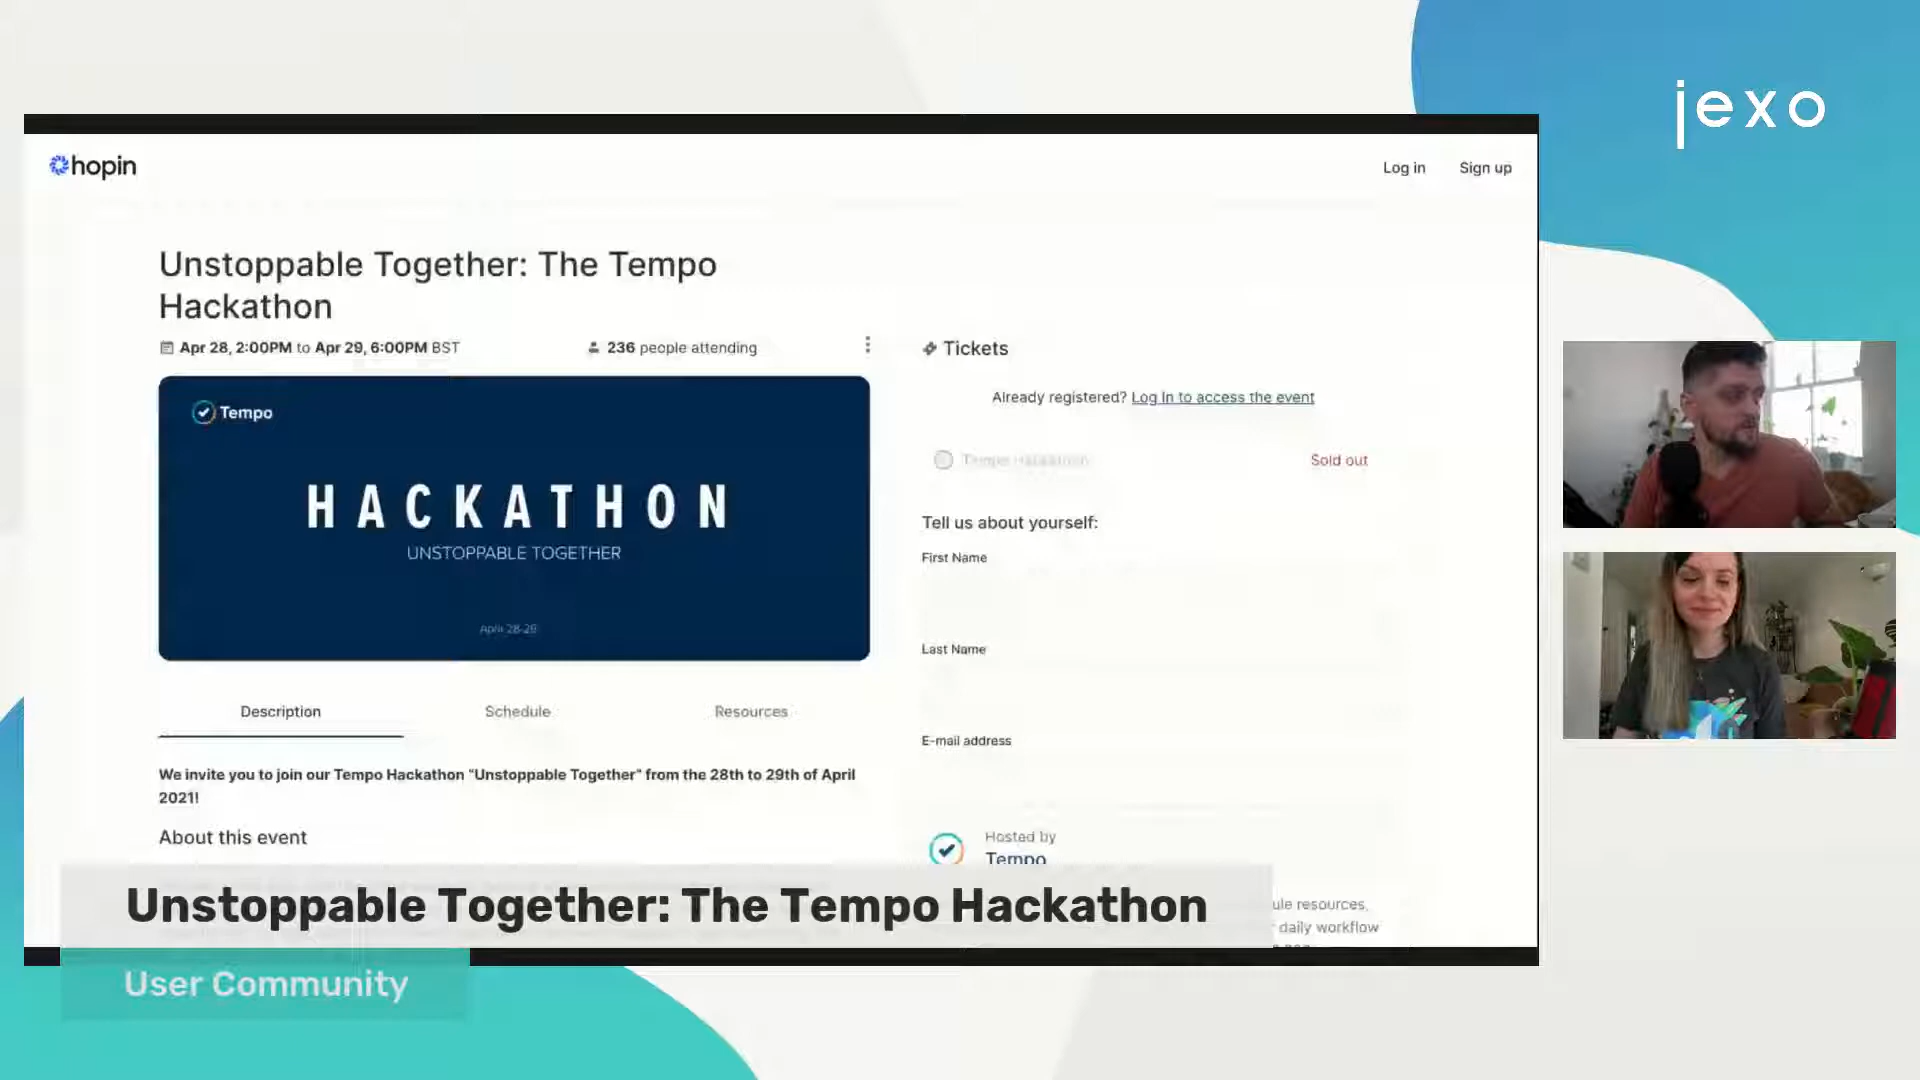 jexo
hopin
Log in
Sign up
Unstoppable Together: The Tempo
Hackathon
Apr 28, 2:00PM to Apr 29, 6:00PM BST
236 people attending
Tickets
Already registered? Log in to access the event
Tempo Hackathon
Sold out
Tempo
HACKATHON
UNSTOPPABLE TOGETHER
April 28-29
Tell us about yourself:
First Name
Last Name
E-mail address
Description
Schedule
Resources
We invite you to join our Tempo Hackathon "Unstoppable Together" from the 28th to 29th of April
2021!
About this event
Hosted by
Tempo
resources,
daily workflow
Unstoppable Together: The Tempo Hackathon
User Community